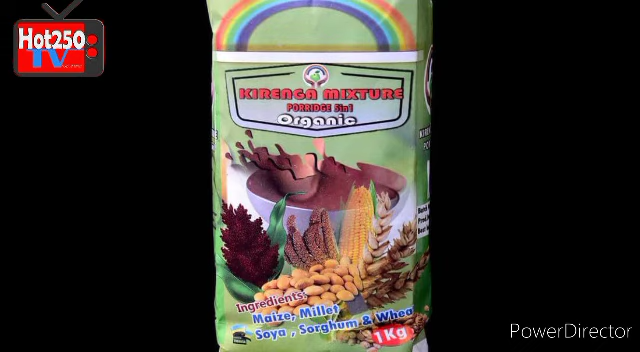 Hot250
TV
KIRENGA MIXTURE
PORRIDGE 5in1
Organic
Ingredients:
Maize, Millet
Soya , Sorghum & Whea
1Kg
PowerDirector